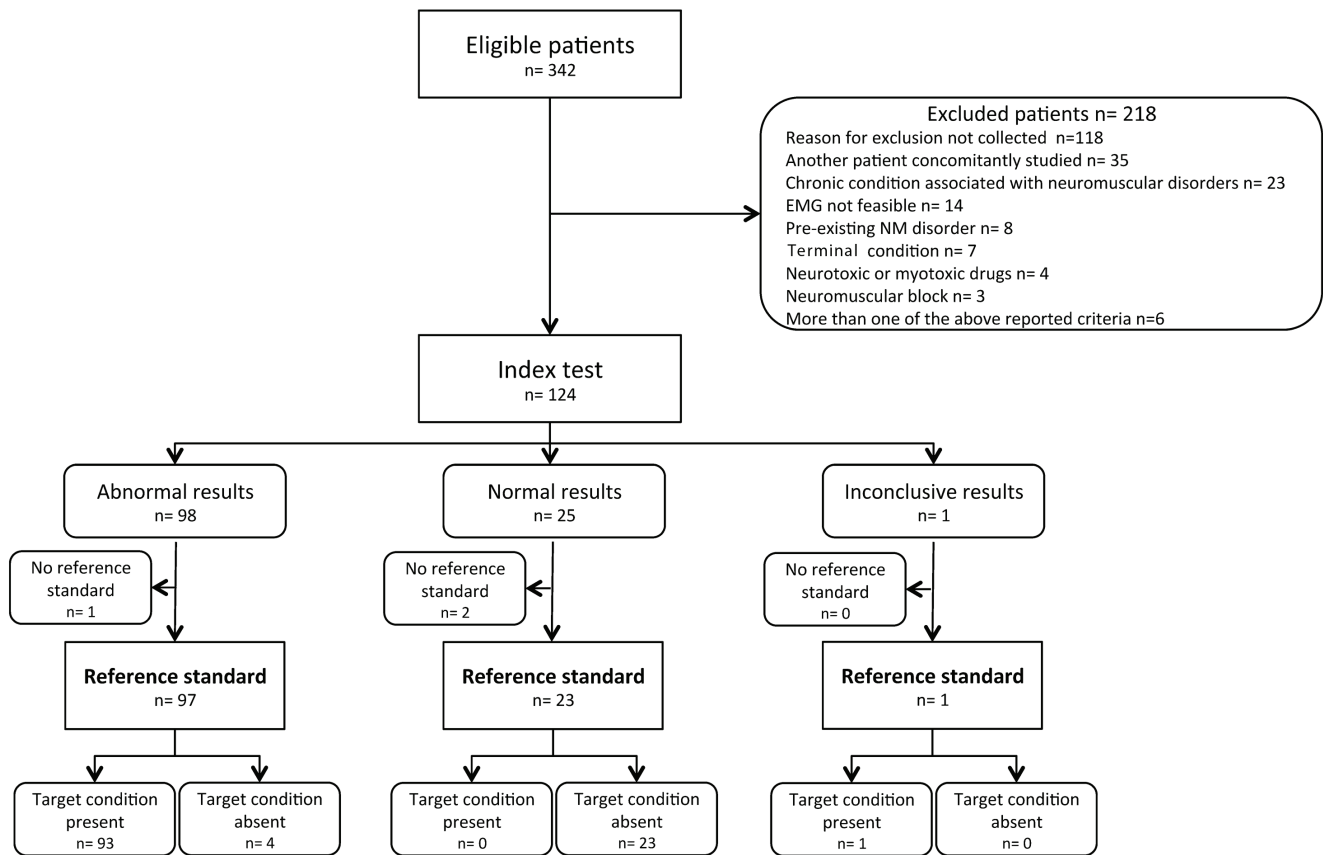 Eligible patients
n= 342
Excluded patients n= 218
Reason for exclusion not collected n=118
Another patient concomitantly studied n= 35
Chronic condition associated with neuromuscular disorders n= 23
EMG not feasible n= 14
Pre-existing NM disorder n= 8
Terminal condition n= 7
Neurotoxic or myotoxic drugs n= 4
Neuromuscular block n= 3
More than one of the above reported criteria n=6
Index test
n= 124
Abnormal results
n= 98
Normal results
n= 25
Inconclusive results
n= 1
No reference
standard
n= 1
No reference
standard
n= 2
No reference
standard
n= 0
Reference standard
n= 97
Reference standard
n= 23
Reference standard
n= 1
Target condition
present
n= 93
Target condition
absent
n= 4
Target condition
present
n= 0
Target condition
absent
n= 23
Target condition
present
n= 1
Target condition
absent
n= 0